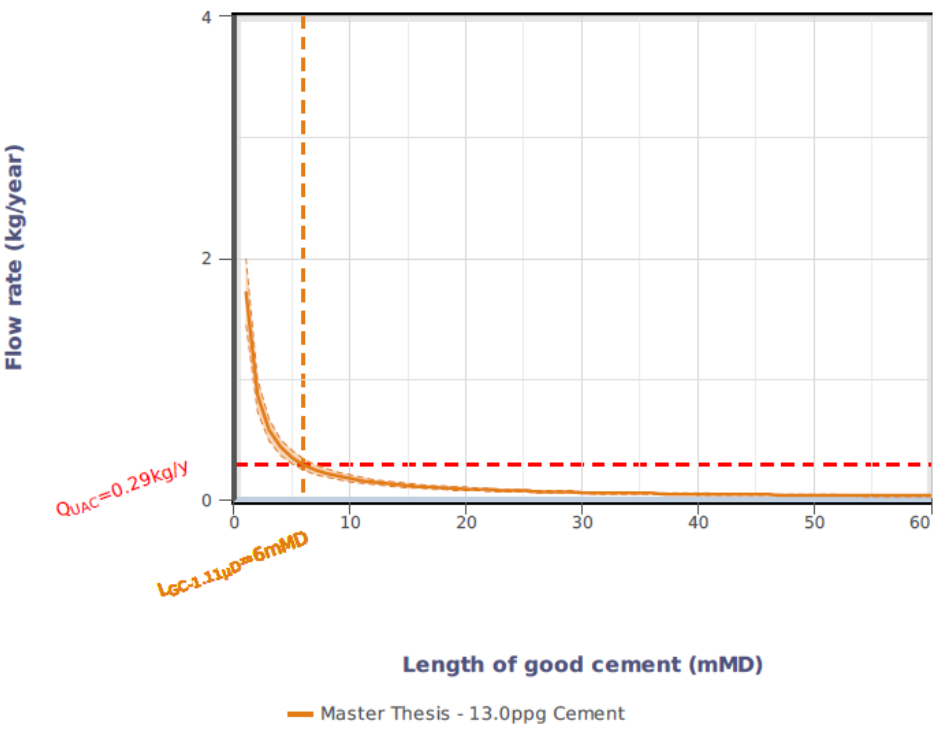 4
2
0
Flow rate (kg/year)
QUAC=0.29kg/y
0 10 20 30 40 50 60
LGC-1.11μD=6mMD
Length of good cement (mMD)
Master Thesis - 13.0ppg Cement